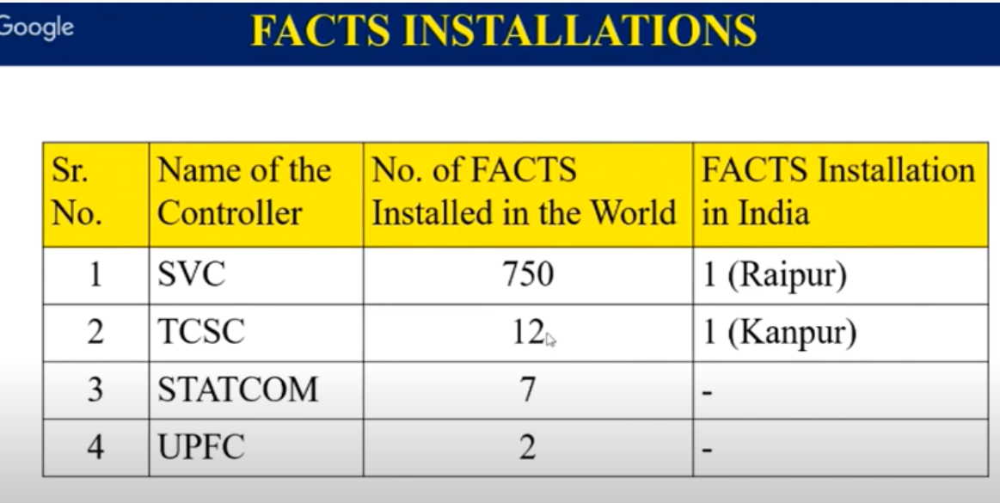 Google
FACTS INSTALLATIONS
Sr. No. Name of the Controller No. of FACTS Installed in the World FACTS Installation in India
1 SVC 750 1 (Raipur)
2 TCSC 12 1 (Kanpur)
3 STATCOM 7 -
4 UPFC 2 -